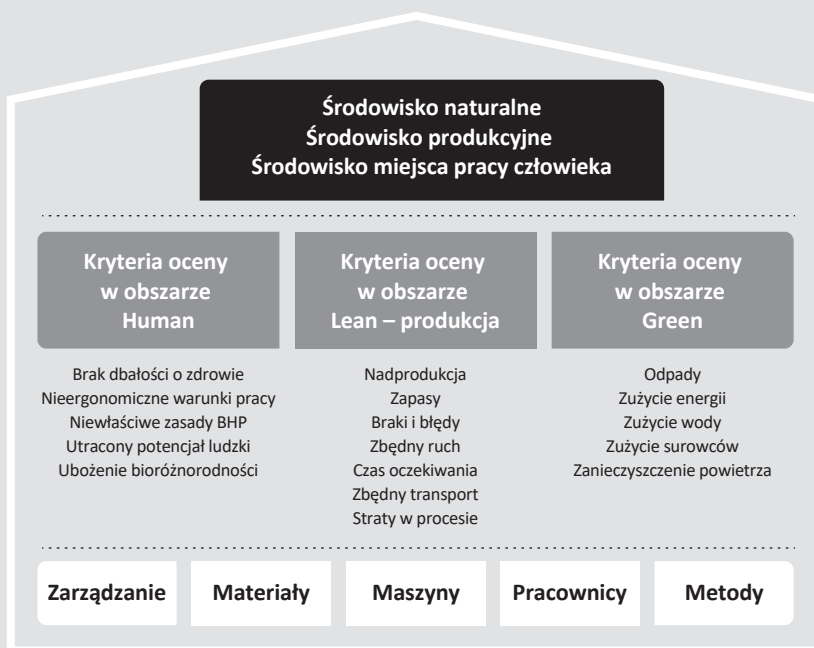 Środowisko naturalne
Środowisko produkcyjne
Środowisko miejsca pracy człowieka
Kryteria oceny
w obszarze
Human
Brak dbałości o zdrowie
Nieergonomiczne warunki pracy
Niewłaściwe zasady BHP
Utracony potencjał ludzki
Ubożenie bioróżnorodności
Kryteria oceny
w obszarze
Lean – produkcja
Nadprodukcja
Zapasy
Braki i błędy
Zbędny ruch
Czas oczekiwania
Zbędny transport
Straty w procesie
Kryteria oceny
w obszarze
Green
Odpady
Zużycie energii
Zużycie wody
Zużycie surowców
Zanieczyszczenie powietrza
Zarządzanie
Materiały
Maszyny
Pracownicy
Metody